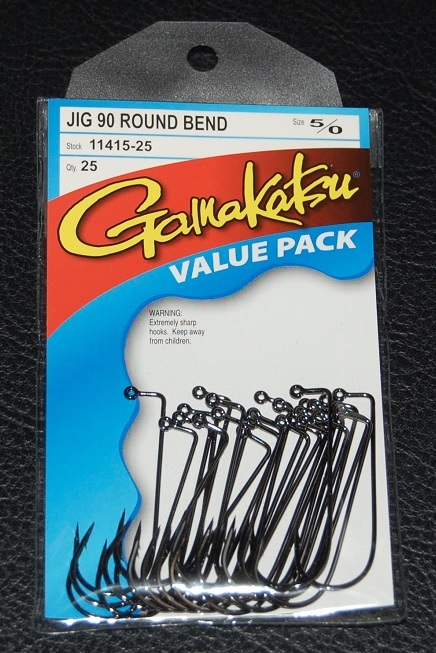 JIG 90 ROUND BEND Size 5/0
Stock 11415-25
Qty. 25
Gamakatsu®
VALUE PACK
WARNING:
Extremely sharp
hooks. Keep away
from children.